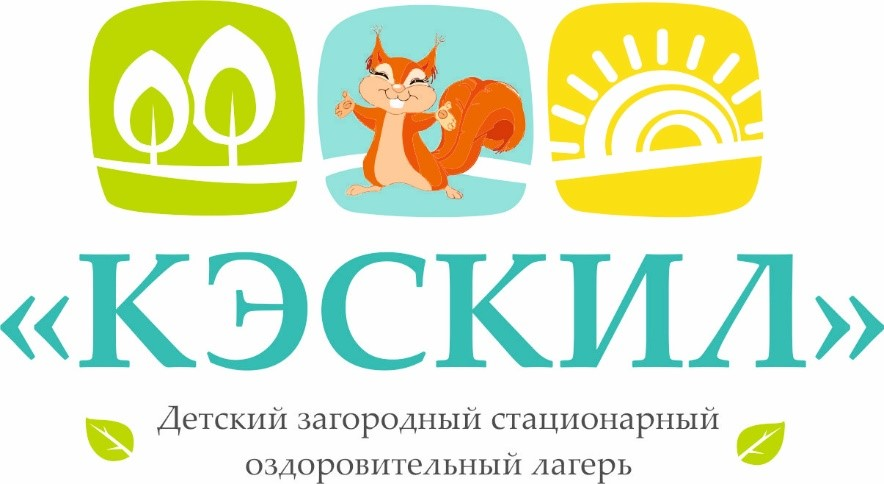 «КЭСКИЛ»
Детский загородный стационарный
оздоровительный лагерь